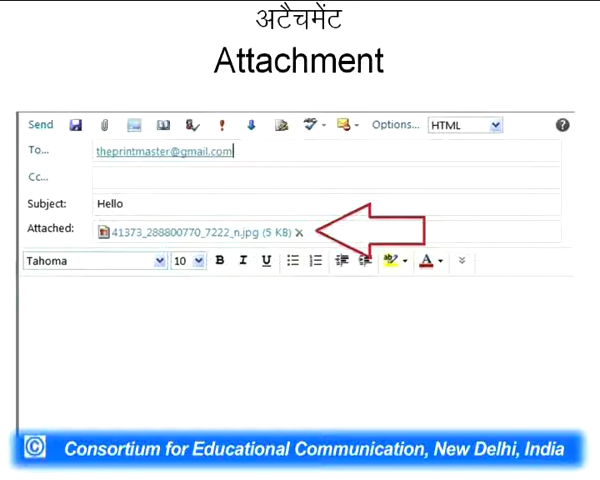 अटैचमेंट
Attachment
Send Options... HTML
To... theprintmaster@gmail.com
Cc...
Subject: Hello
Attached: 41373_288800770_7222_n.jpg (5 KB)
Tahoma 10 B I U A
© Consortium for Educational Communication, New Delhi, India